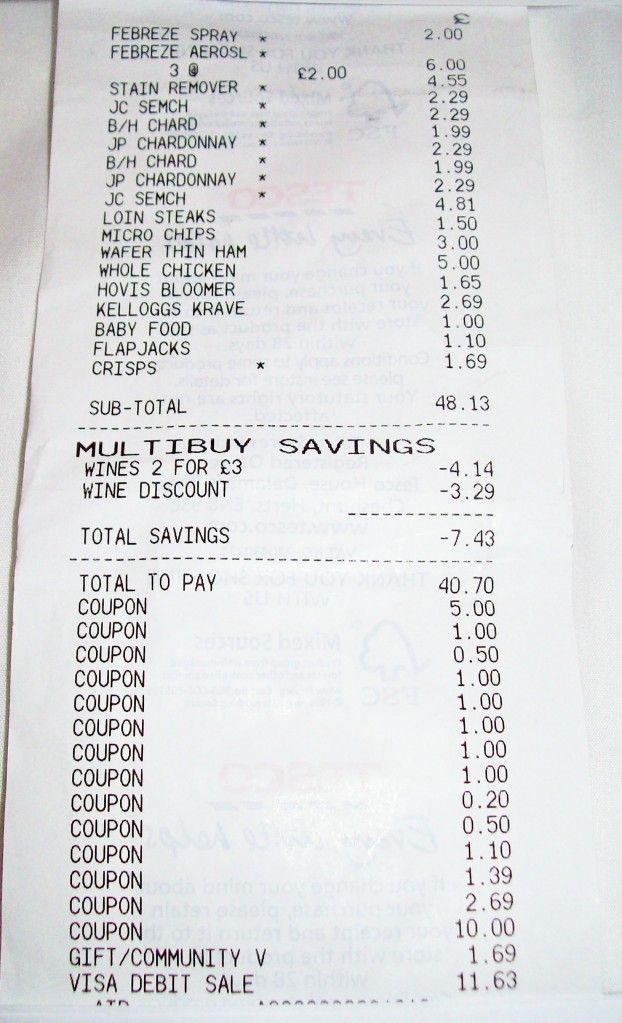 £
FEBREZE SPRAY * 2.00
FEBREZE AEROSL *
3 @ £2.00 6.00
STAIN REMOVER * 4.55
JC SEMCH * 2.29
B/H CHARD * 2.29
JP CHARDONNAY * 1.99
B/H CHARD * 2.29
JP CHARDONNAY * 1.99
JC SEMCH * 2.29
LOIN STEAKS 4.81
MICRO CHIPS 1.50
WAFER THIN HAM 3.00
WHOLE CHICKEN 5.00
HOVIS BLOOMER 1.65
KELLOGGS KRAVE 2.69
BABY FOOD 1.00
FLAPJACKS 1.10
CRISPS * 1.69
SUB-TOTAL 48.13
MULTIBUY SAVINGS
WINES 2 FOR £3 -4.14
WINE DISCOUNT -3.29
TOTAL SAVINGS -7.43
TOTAL TO PAY 40.70
COUPON 5.00
COUPON 1.00
COUPON 0.50
COUPON 1.00
COUPON 1.00
COUPON 1.00
COUPON 1.00
COUPON 1.00
COUPON 0.20
COUPON 0.50
COUPON 1.10
COUPON 1.39
COUPON 2.69
COUPON 10.00
GIFT/COMMUNITY V 1.69
VISA DEBIT SALE 11.63